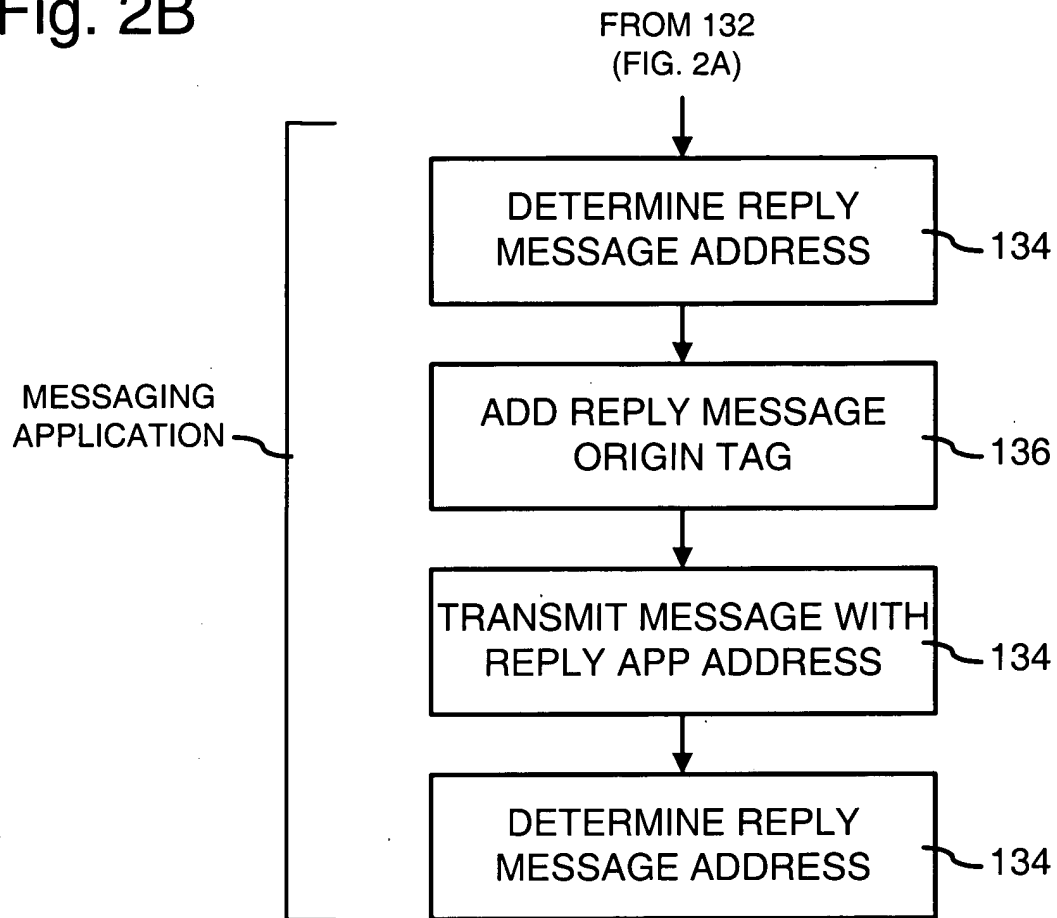 Fig. 2B
FROM 132
(FIG. 2A)
DETERMINE REPLY
MESSAGE ADDRESS
134
MESSAGING
APPLICATION
ADD REPLY MESSAGE
ORIGIN TAG
136
TRANSMIT MESSAGE WITH
REPLY APP ADDRESS
134
DETERMINE REPLY
MESSAGE ADDRESS
134